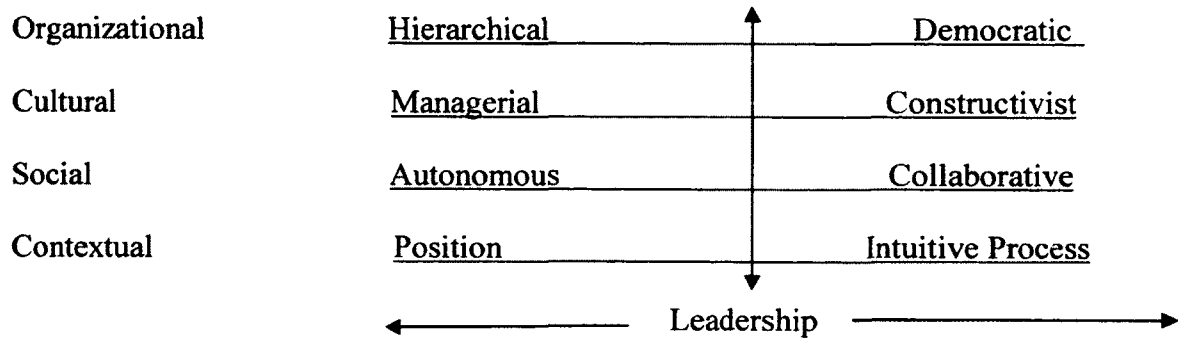 Organizational Hierarchical Democratic
Cultural Managerial Constructivist
Social Autonomous Collaborative
Contextual Position Intuitive Process
Leadership